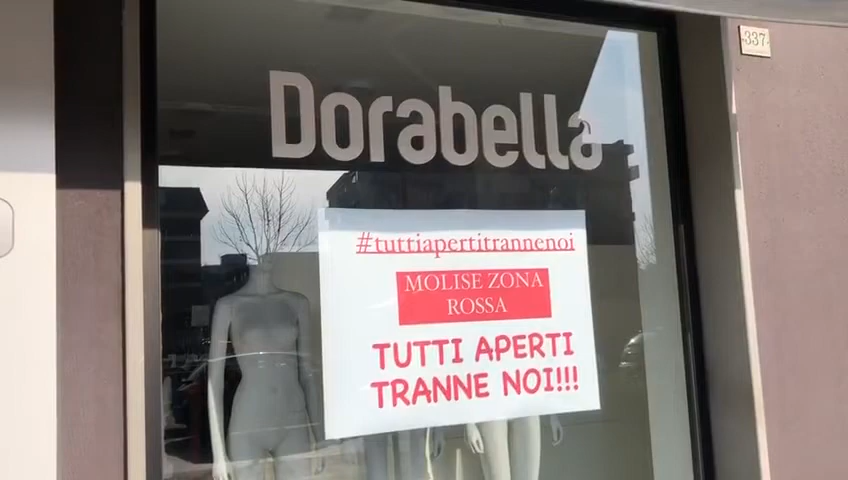 337
Dorabella
#tuttiapertitrannenoi
MOLISE ZONA
ROSSA
TUTTI APERTI
TRANNE NOI!!!